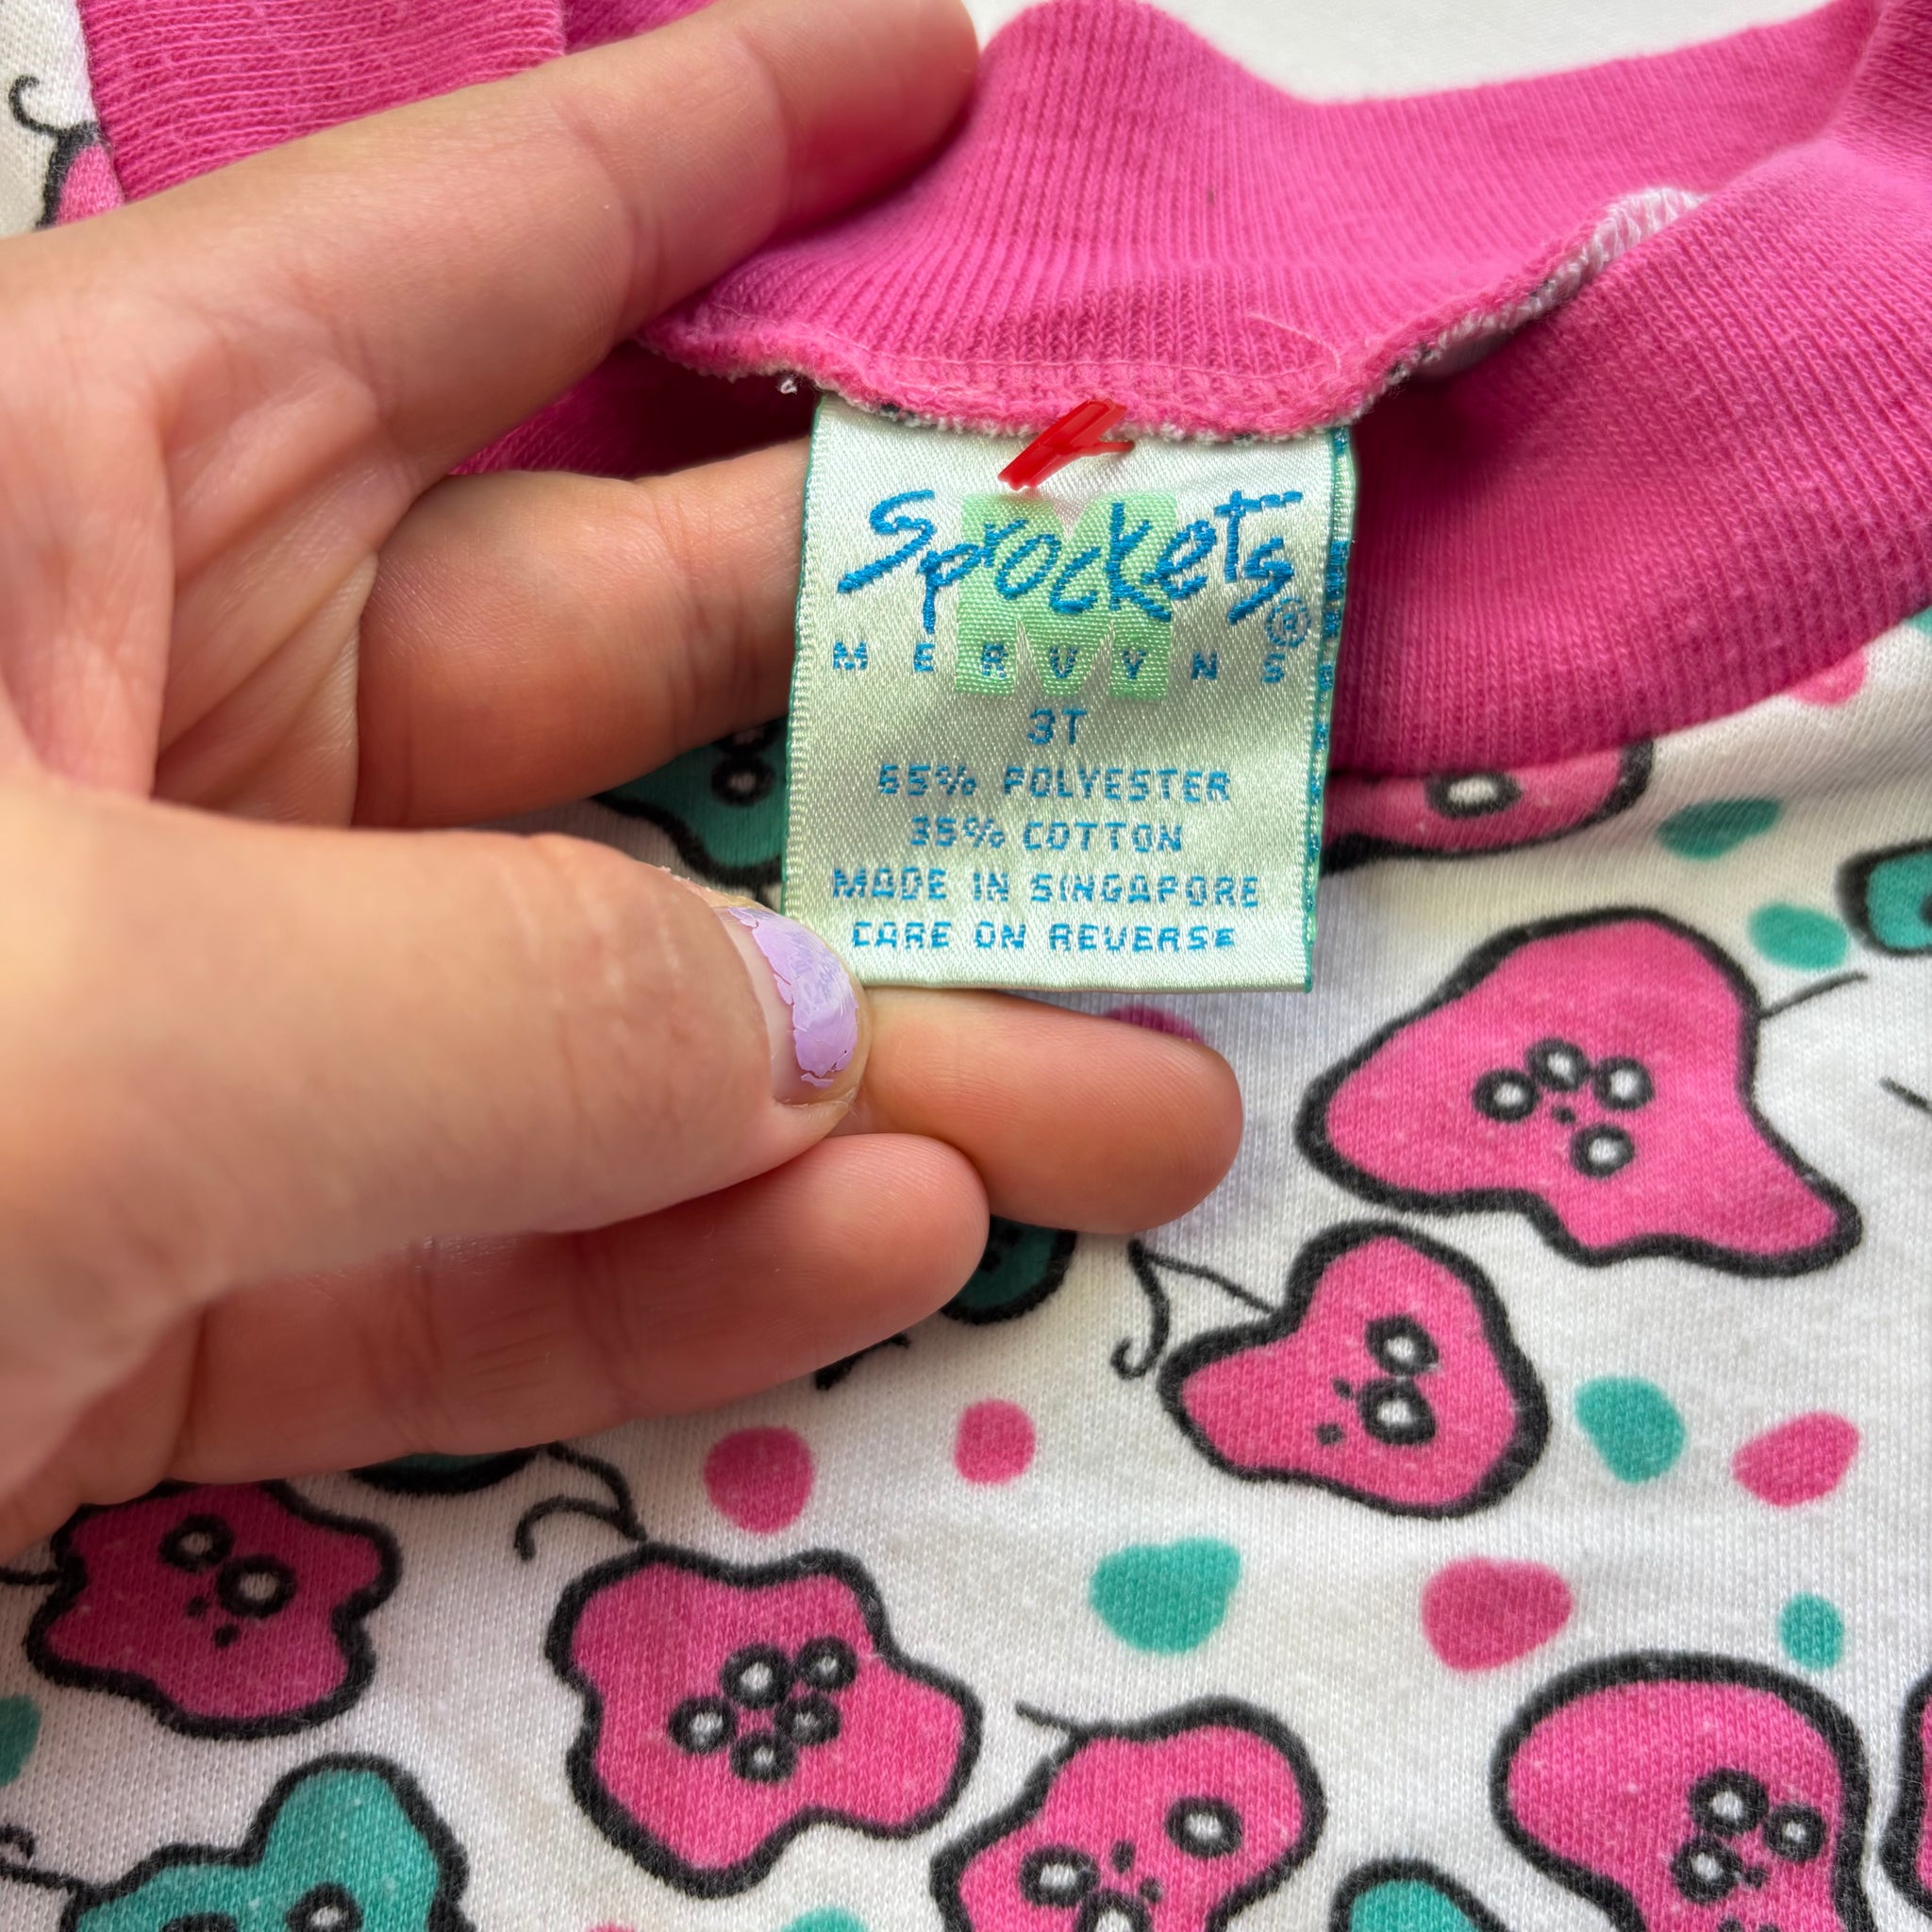 Sprockets®
MERVYNS
3T
65% POLYESTER
35% COTTON
MADE IN SINGAPORE
CARE ON REVERSE